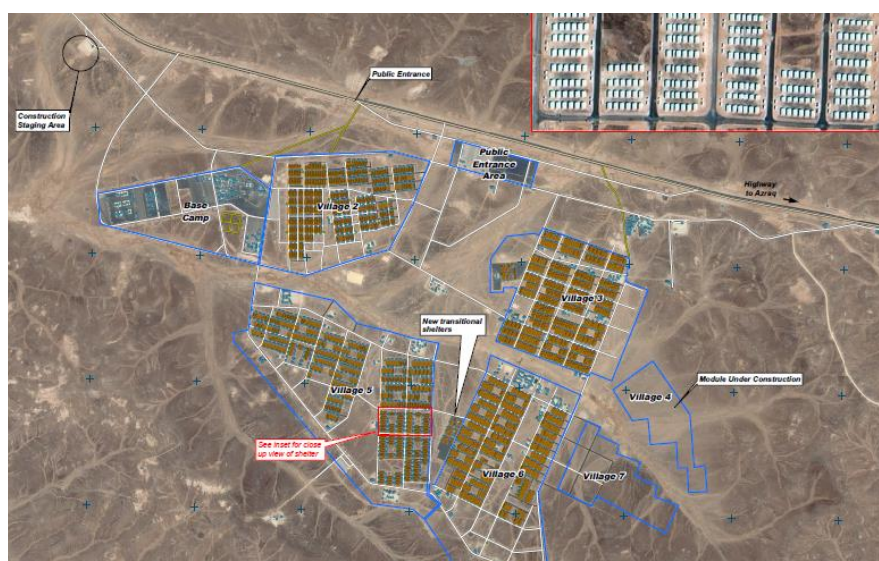 Public Entrance
Construction
Staging Area
Public
Entrance
Area
Highway
to Azraq
Base
Camp
Village 2
Village 3
New transitional
shelters
Module Under Construction
Village 4
Village 5
See inset for close
up view of shelter
Village 6
Village 7